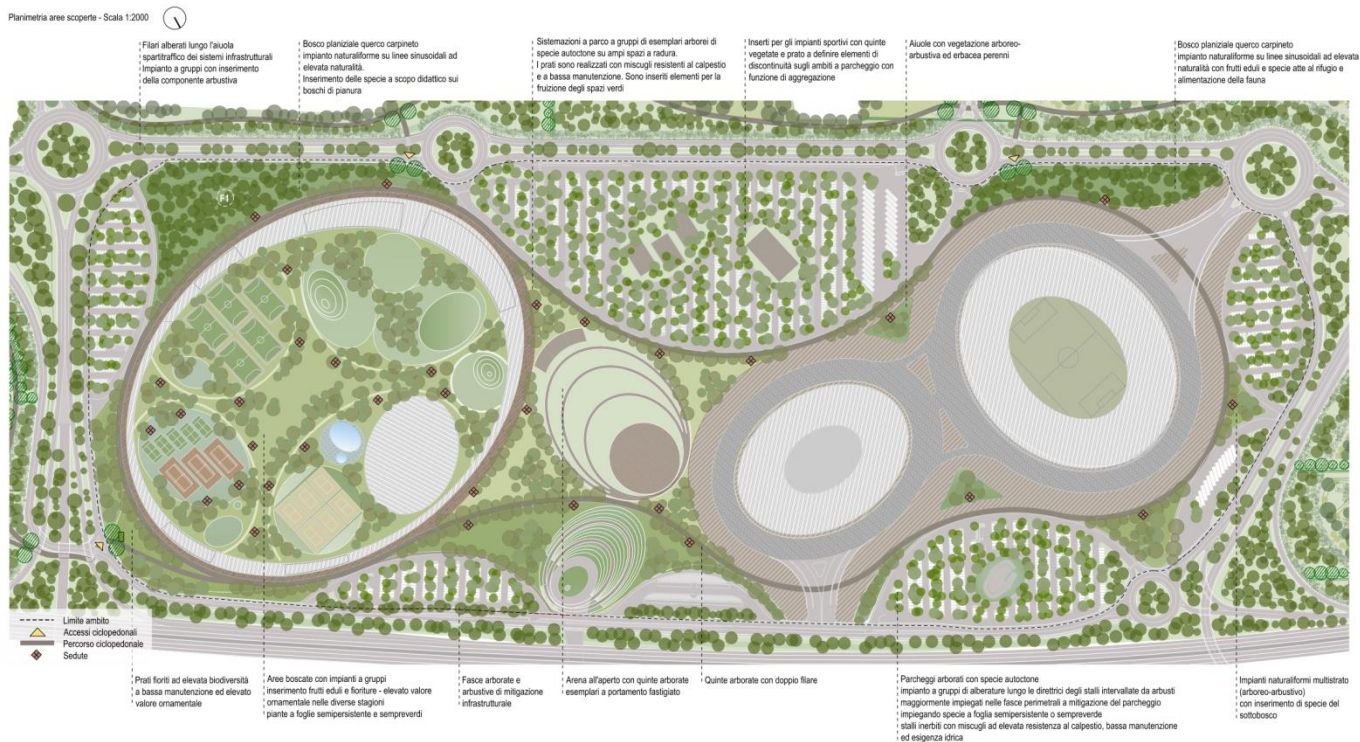 Planimetria aree scoperte - Scala 1:2000
Filari alberati lungo l'aiuola
spartitraffico dei sistemi infrastrutturali
Impianto a gruppi con inserimento
della componente arbustiva
Bosco planiziale querco carpineto
impianto naturaliforme su linee sinusoidali ad
elevata naturalità.
Inserimento delle specie a scopo didattico sui
boschi di pianura
Sistemazioni a parco a gruppi di esemplari arborei di
specie autoctone su ampi spazi a radura.
I prati sono realizzati con miscugli resistenti al calpestio
e a bassa manutenzione. Sono inseriti elementi per la
fruizione degli spazi verdi
Inserti per gli impianti sportivi con quinte
vegetate e prato a definire elementi di
discontinuità sugli ambiti a parcheggio con
funzione di aggregazione
Aiuole con vegetazione arboreo-
arbustiva ed erbacea perenni
Bosco planiziale querco carpineto
impianto naturaliforme su linee sinusoidali ad elevata
naturalità con frutti eduli e specie atte al rifugio e
alimentazione della fauna
F1
Limite ambito
Accessi ciclopedonali
Percorso ciclopedonale
Sedute
Prati fioriti ad elevata biodiversità
a bassa manutenzione ed elevato
valore ornamentale
Aree boscate con impianti a gruppi
inserimento frutti eduli e fioriture - elevato valore
ornamentale nelle diverse stagioni
piante a foglie semipersistente e sempreverdi
Fasce arborate e
arbustive di mitigazione
infrastrutturale
Arena all'aperto con quinte arborate
esemplari a portamento fastigiato
Quinte arborate con doppio filare
Parcheggi arborati con specie autoctone
impianto a gruppi di alberature lungo le direttrici degli stalli intervallate da arbusti
maggiormente impiegati nelle fasce perimetrali a mitigazione del parcheggio
impiegando specie a foglia semipersistente o sempreverde
stalli inerbiti con miscugli ad elevata resistenza al calpestio, bassa manutenzione
ed esigenza idrica
Impianti naturaliformi multistrato
(arboreo-arbustivo)
con inserimento di specie del
sottobosco